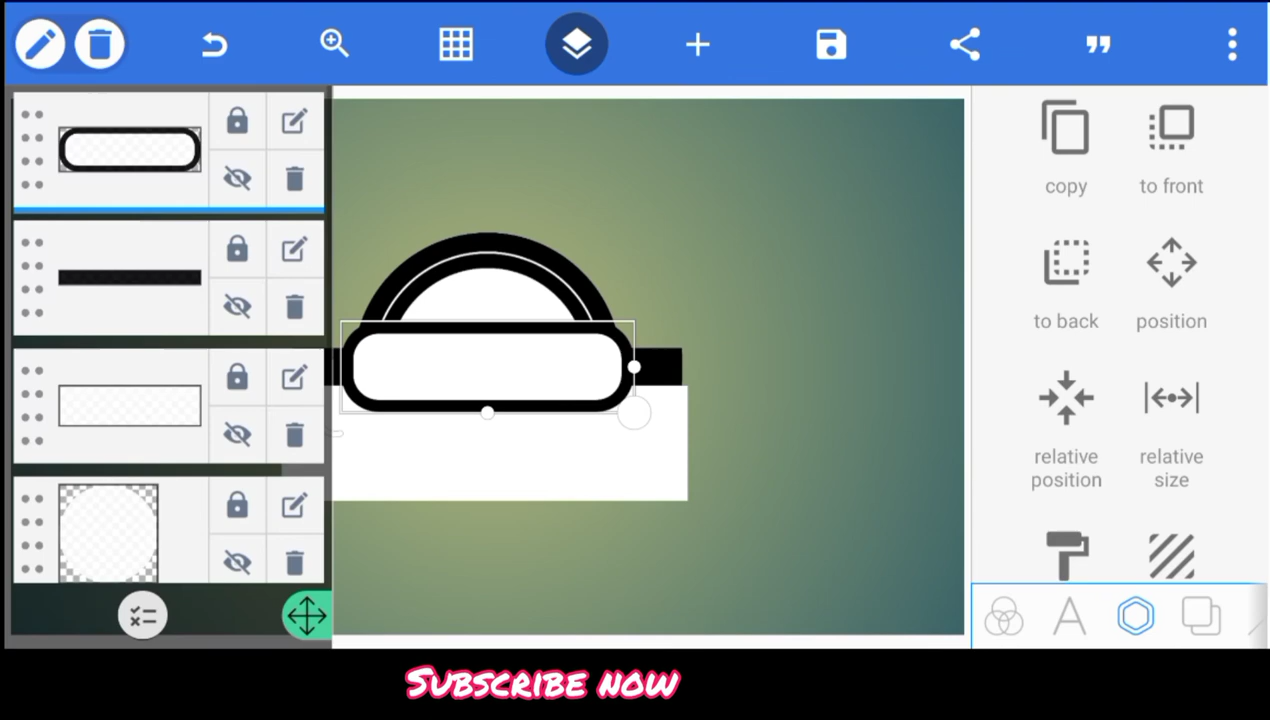 copy
to front
to back
position
relative
position
relative
size
Subscribe now